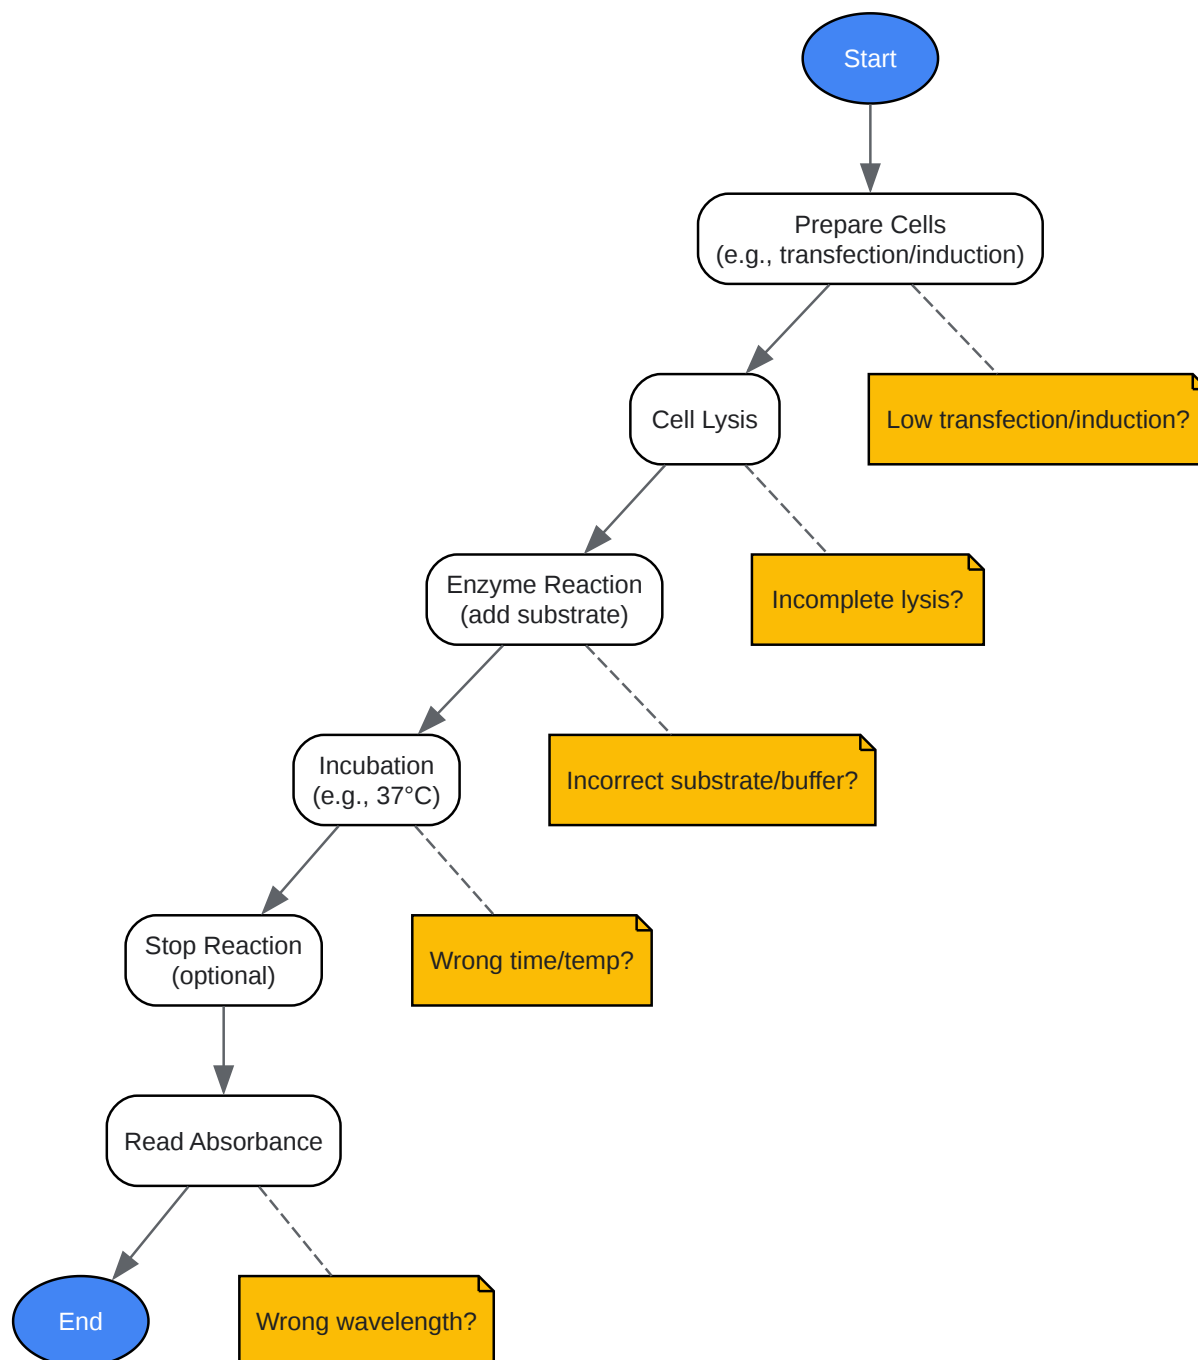 Start
Prepare Cells
(e.g., transfection/induction)
Cell Lysis
Low transfection/induction?
Enzyme Reaction
(add substrate)
Incomplete lysis?
Incubation
(e.g., 37°C)
Incorrect substrate/buffer?
Stop Reaction
(optional)
Wrong time/temp?
Read Absorbance
End
Wrong wavelength?